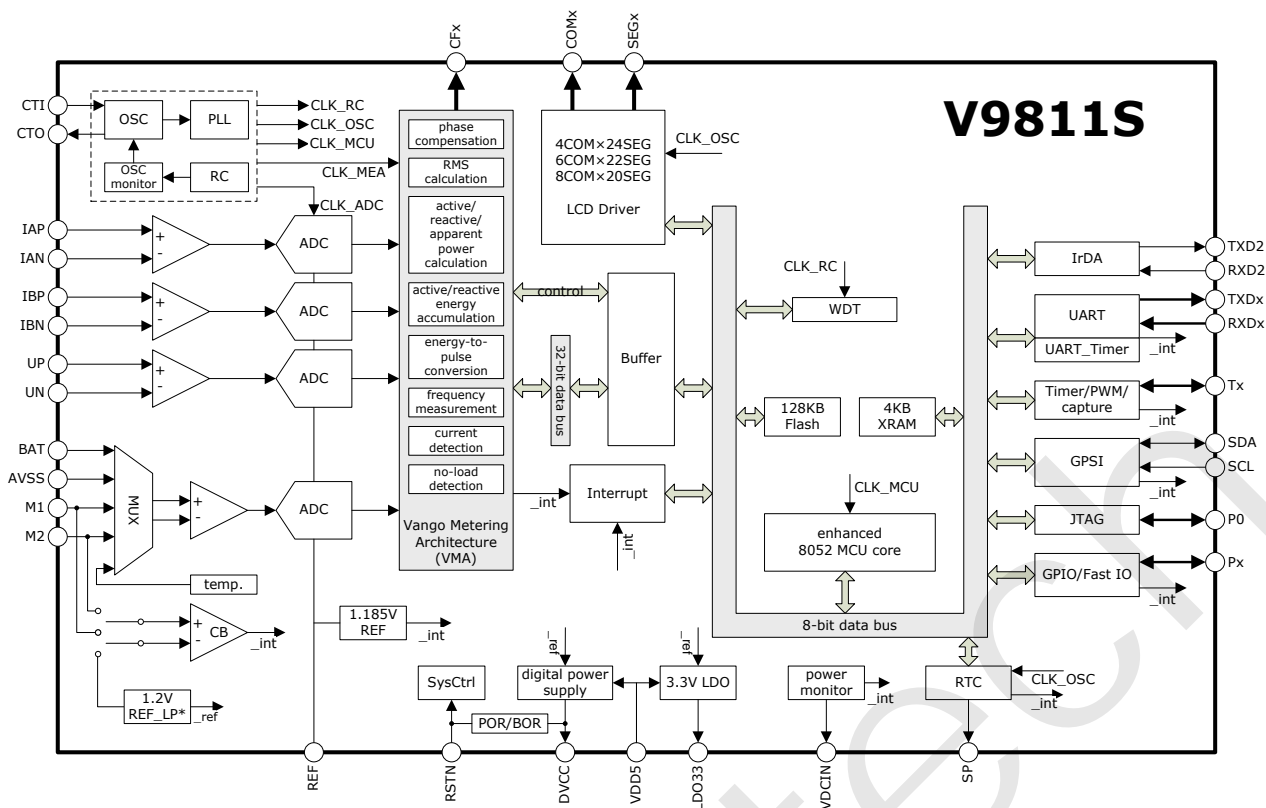 CFx
COMx
SEGx
V9811S
CTI
CTO
OSC
PLL
OSC
monitor
RC
CLK_RC
CLK_OSC
CLK_MCU
CLK_MEA
CLK_ADC
phase
compensation
RMS
calculation
active/
reactive/
apparent
power
calculation
active/reactive
energy
accumulation
energy-to-
pulse
conversion
frequency
measurement
current
detection
no-load
detection
Vango Metering
Architecture
(VMA)
4COM×24SEG
6COM×22SEG
8COM×20SEG
LCD Driver
CLK_OSC
IAP
IAN
+
-
ADC
IBP
IBN
+
-
ADC
UP
UN
+
-
ADC
BAT
AVSS
M1
M2
MUX
+
-
ADC
temp.
+
-
CB
_int
1.2V
REF_LP*
_ref
1.185V
REF
_int
control
32-bit data bus
Buffer
_int
Interrupt
_int
CLK_RC
WDT
128KB
Flash
4KB
XRAM
CLK_MCU
enhanced
8052 MCU core
8-bit data bus
IrDA
TXD2
RXD2
UART
UART_Timer
_int
TXDx
RXDx
Timer/PWM/
capture
_int
Tx
GPSI
_int
SDA
SCL
JTAG
P0
GPIO/Fast IO
_int
Px
SysCtrl
POR/BOR
_ref
digital power
supply
_ref
3.3V LDO
power
monitor
_int
RTC
CLK_OSC
_int
REF
RSTN
DVCC
VDD5
LDO33
VDCIN
SP
tech